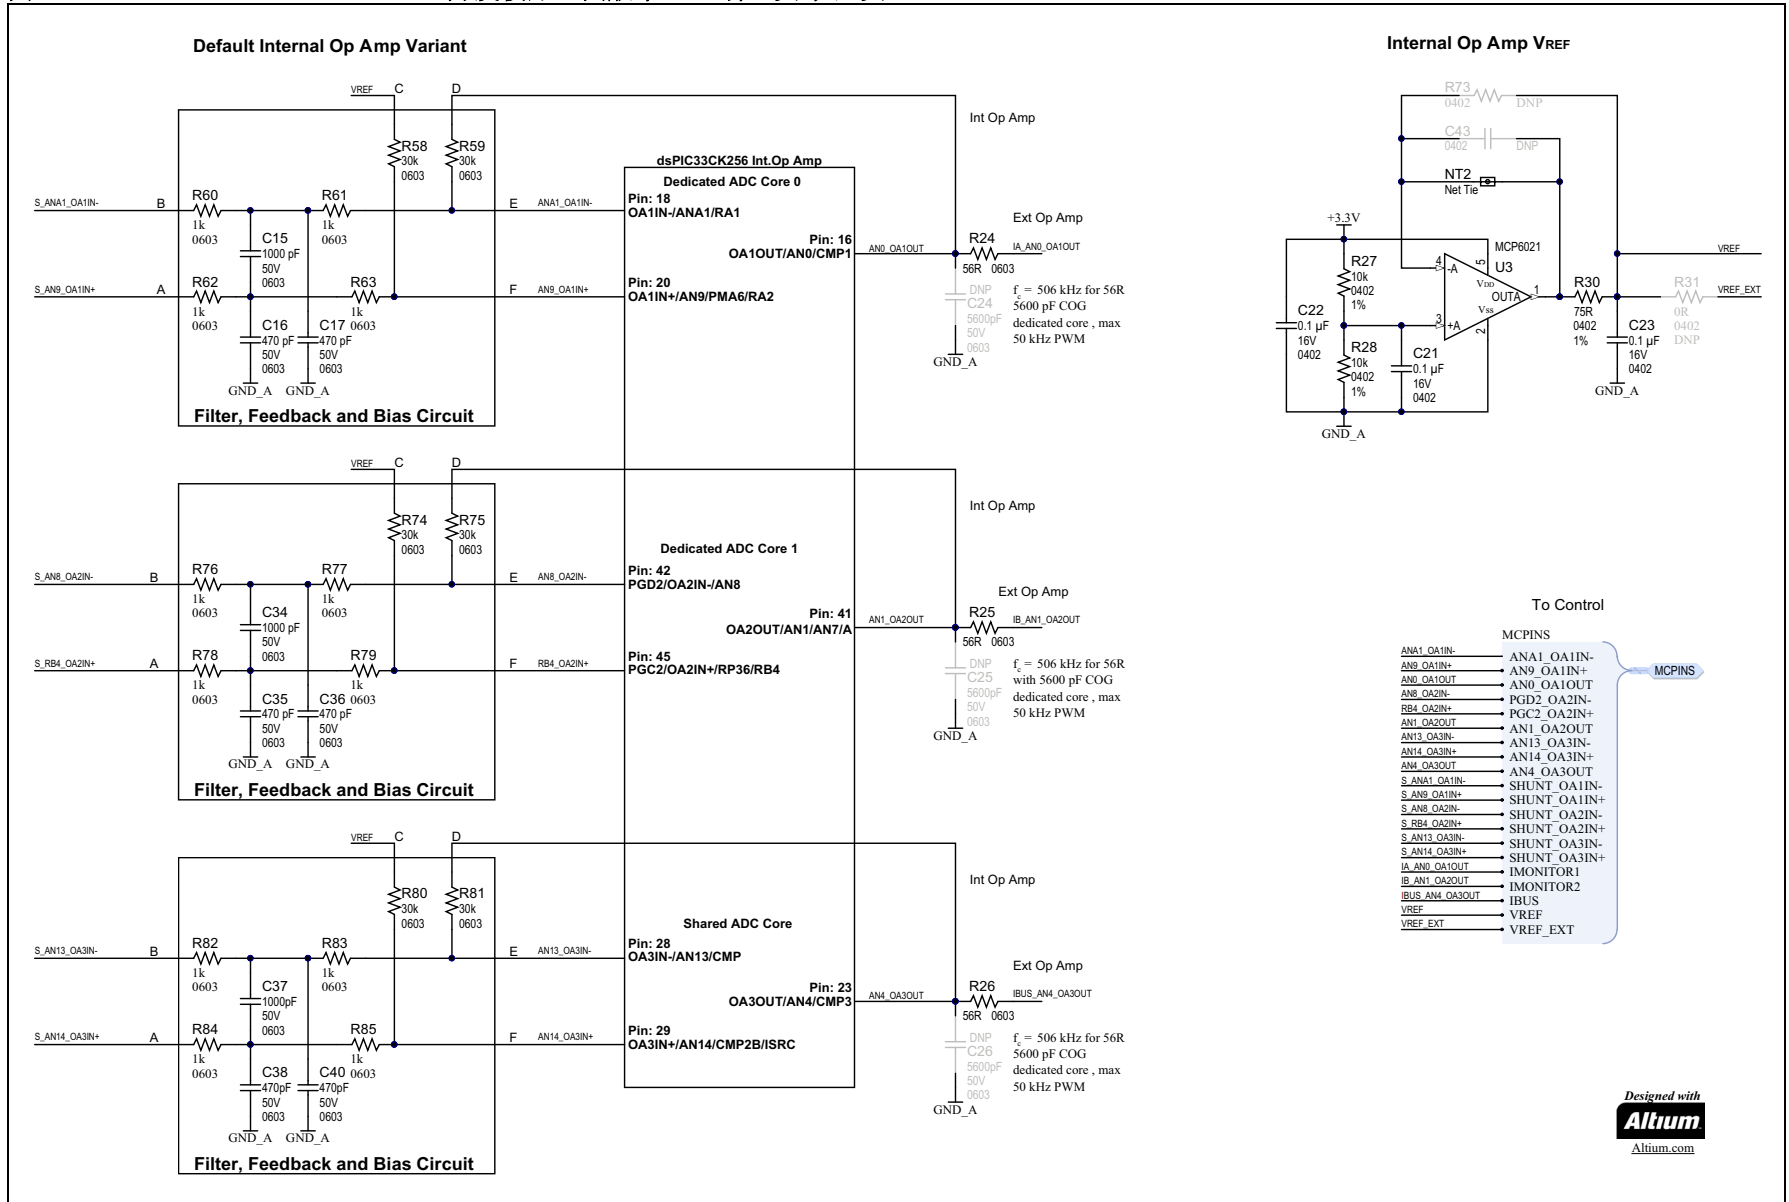 Default Internal Op Amp Variant
VREF C D
Int Op Amp
R58
30k
0603
R59
30k
0603
dsPIC33CK256 Int.Op Amp
Dedicated ADC Core 0
S_ANA1_OA1IN- B
R60
1k
0603
R61
1k
0603
E ANA1_OA1IN-
Pin: 18
OA1IN-/ANA1/RA1
C15
1000 pF
50V
0603
Pin: 16
OA1OUT/AN0/CMP1
AN0_OA1OUT
Ext Op Amp
R24
IA_AN0_OA1OUT
56R 0603
S_AN9_OA1IN+ A
R62
1k
0603
R63
1k
0603
F AN9_OA1IN+
Pin: 20
OA1IN+/AN9/PMA6/RA2
C16
470 pF
50V
0603
C17
470 pF
50V
0603
GND_A GND_A
DNP
C24
5600pF
50V
0603
GND_A
fc = 506 kHz for 56R
5600 pF COG
dedicated core , max
50 kHz PWM
Filter, Feedback and Bias Circuit
VREF C D
Int Op Amp
R74
30k
0603
R75
30k
0603
Dedicated ADC Core 1
S_AN8_OA2IN- B
R76
1k
0603
R77
1k
0603
E AN8_OA2IN-
Pin: 42
PGD2/OA2IN-/AN8
C34
1000 pF
50V
0603
Pin: 41
OA2OUT/AN1/AN7/A
AN1_OA2OUT
Ext Op Amp
R25
IB_AN1_OA2OUT
56R 0603
S_RB4_OA2IN+ A
R78
1k
0603
R79
1k
0603
F RB4_OA2IN+
Pin: 45
PGC2/OA2IN+/RP36/RB4
C35
470 pF
50V
0603
C36
470 pF
50V
0603
GND_A GND_A
DNP
C25
5600pF
50V
0603
GND_A
fc = 506 kHz for 56R
with 5600 pF COG
dedicated core , max
50 kHz PWM
Filter, Feedback and Bias Circuit
VREF C D
Int Op Amp
R80
30k
0603
R81
30k
0603
Shared ADC Core
S_AN13_OA3IN- B
R82
1k
0603
R83
1k
0603
E AN13_OA3IN-
Pin: 28
OA3IN-/AN13/CMP
C37
1000pF
50V
0603
Pin: 23
OA3OUT/AN4/CMP3
AN4_OA3OUT
Ext Op Amp
R26
IBUS_AN4_OA3OUT
56R 0603
S_AN14_OA3IN+ A
R84
1k
0603
R85
1k
0603
F AN14_OA3IN+
Pin: 29
OA3IN+/AN14/CMP2B/ISRC
C38
470pF
50V
0603
C40
470pF
50V
0603
GND_A GND_A
DNP
C26
5600pF
50V
0603
GND_A
fc = 506 kHz for 56R
5600 pF COG
dedicated core , max
50 kHz PWM
Filter, Feedback and Bias Circuit
Internal Op Amp VREF
R73
0402 DNP
C43
0402 DNP
NT2
Net Tie
+3.3V
MCP6021
U3
4 -A
5
VDD
OUTA 1
Vss
2
3 +A
R27
10k
0402
1%
R28
10k
0402
1%
C22
0.1 µF
16V
0402
C21
0.1 µF
16V
0402
GND_A
R30
75R
0402
1%
C23
0.1 µF
16V
0402
GND_A
R31
0R
0402
DNP
VREF
VREF_EXT
To Control
MCPINS
ANA1_OA1IN- ANA1_OA1IN-
AN9_OA1IN+ AN9_OA1IN+
AN0_OA1OUT AN0_OA1OUT
AN8_OA2IN- PGD2_OA2IN-
RB4_OA2IN+ PGC2_OA2IN+
AN1_OA2OUT AN1_OA2OUT
AN13_OA3IN- AN13_OA3IN-
AN14_OA3IN+ AN14_OA3IN+
AN4_OA3OUT AN4_OA3OUT
S_ANA1_OA1IN- SHUNT_OA1IN-
S_AN9_OA1IN+ SHUNT_OA1IN+
S_AN8_OA2IN- SHUNT_OA2IN-
S_RB4_OA2IN+ SHUNT_OA2IN+
S_AN13_OA3IN- SHUNT_OA3IN-
S_AN14_OA3IN+ SHUNT_OA3IN+
IA_AN0_OA1OUT IMONITOR1
IB_AN1_OA2OUT IMONITOR2
IBUS_AN4_OA3OUT IBUS
VREF VREF
VREF_EXT VREF_EXT
MCPINS
Designed with
Altium
Altium.com